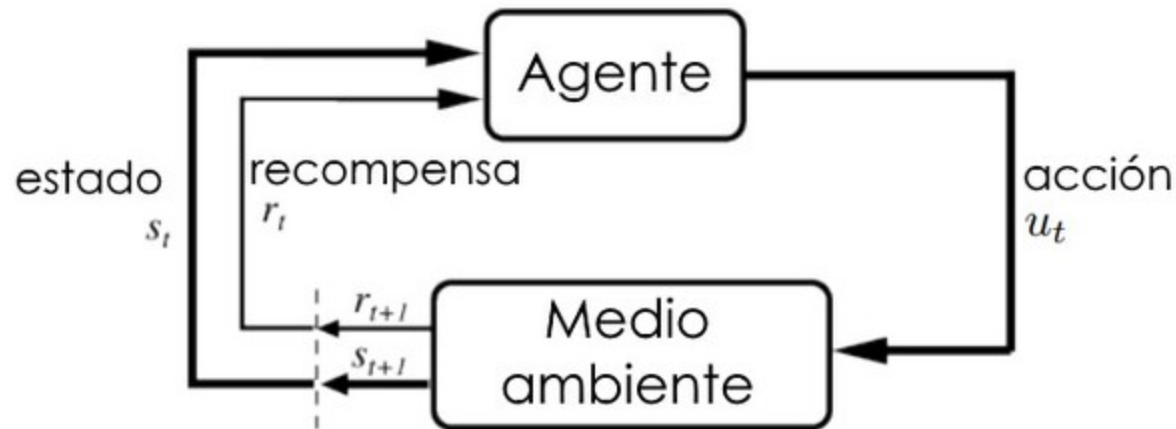 Agente
estado
s_t
recompensa
r_t
acción
u_t
r_{t+1}
s_{t+1}
Medio
ambiente